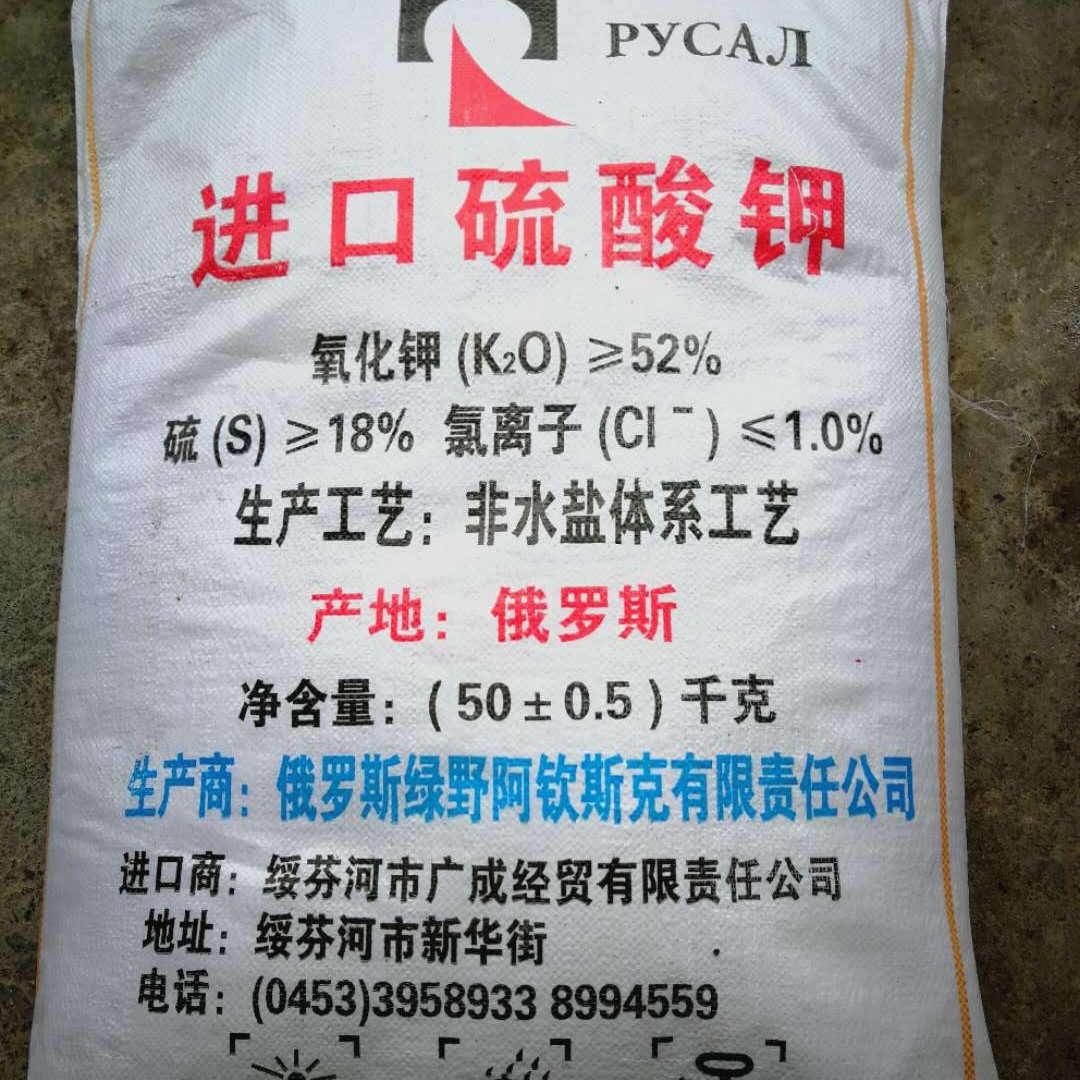 РУСАЛ
进口硫酸钾
氧化钾(K₂O)≥52%
硫(S)≥18% 氯离子(Cl⁻)≤1.0%
生产工艺：非水盐体系工艺
产地：俄罗斯
净含量：(50±0.5)千克
生产商：俄罗斯绿野阿钦斯克有限责任公司
进口商：绥芬河市广成经贸有限责任公司
地址：绥芬河市新华街
电话：(0453)3958933 8994559